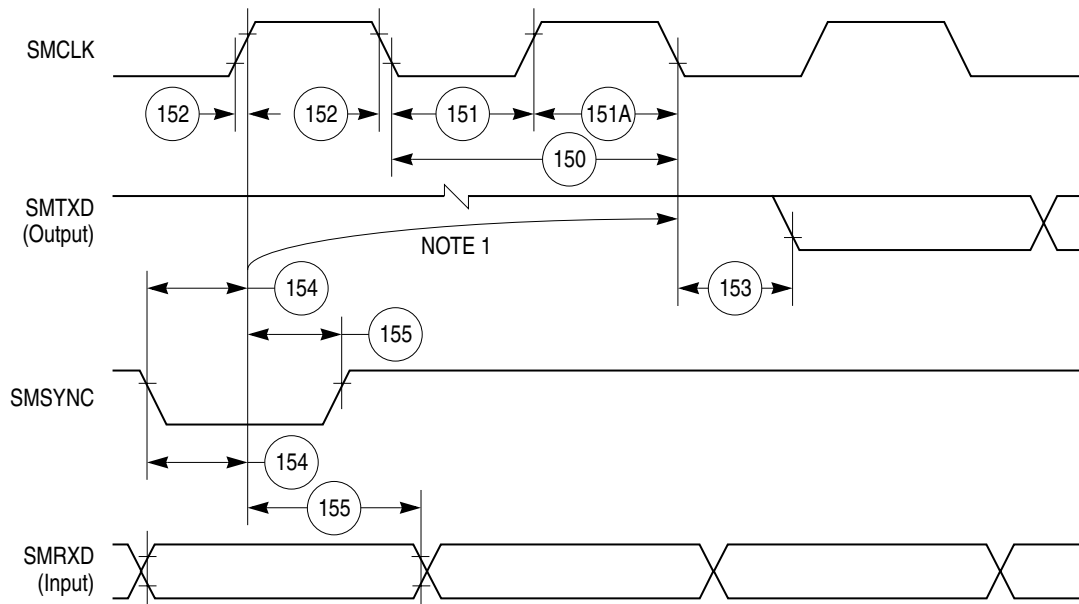 SMCLK
152
152
151
151A
150
SMTXD
(Output)
NOTE 1
154
153
155
SMSYNC
154
155
SMRXD
(Input)